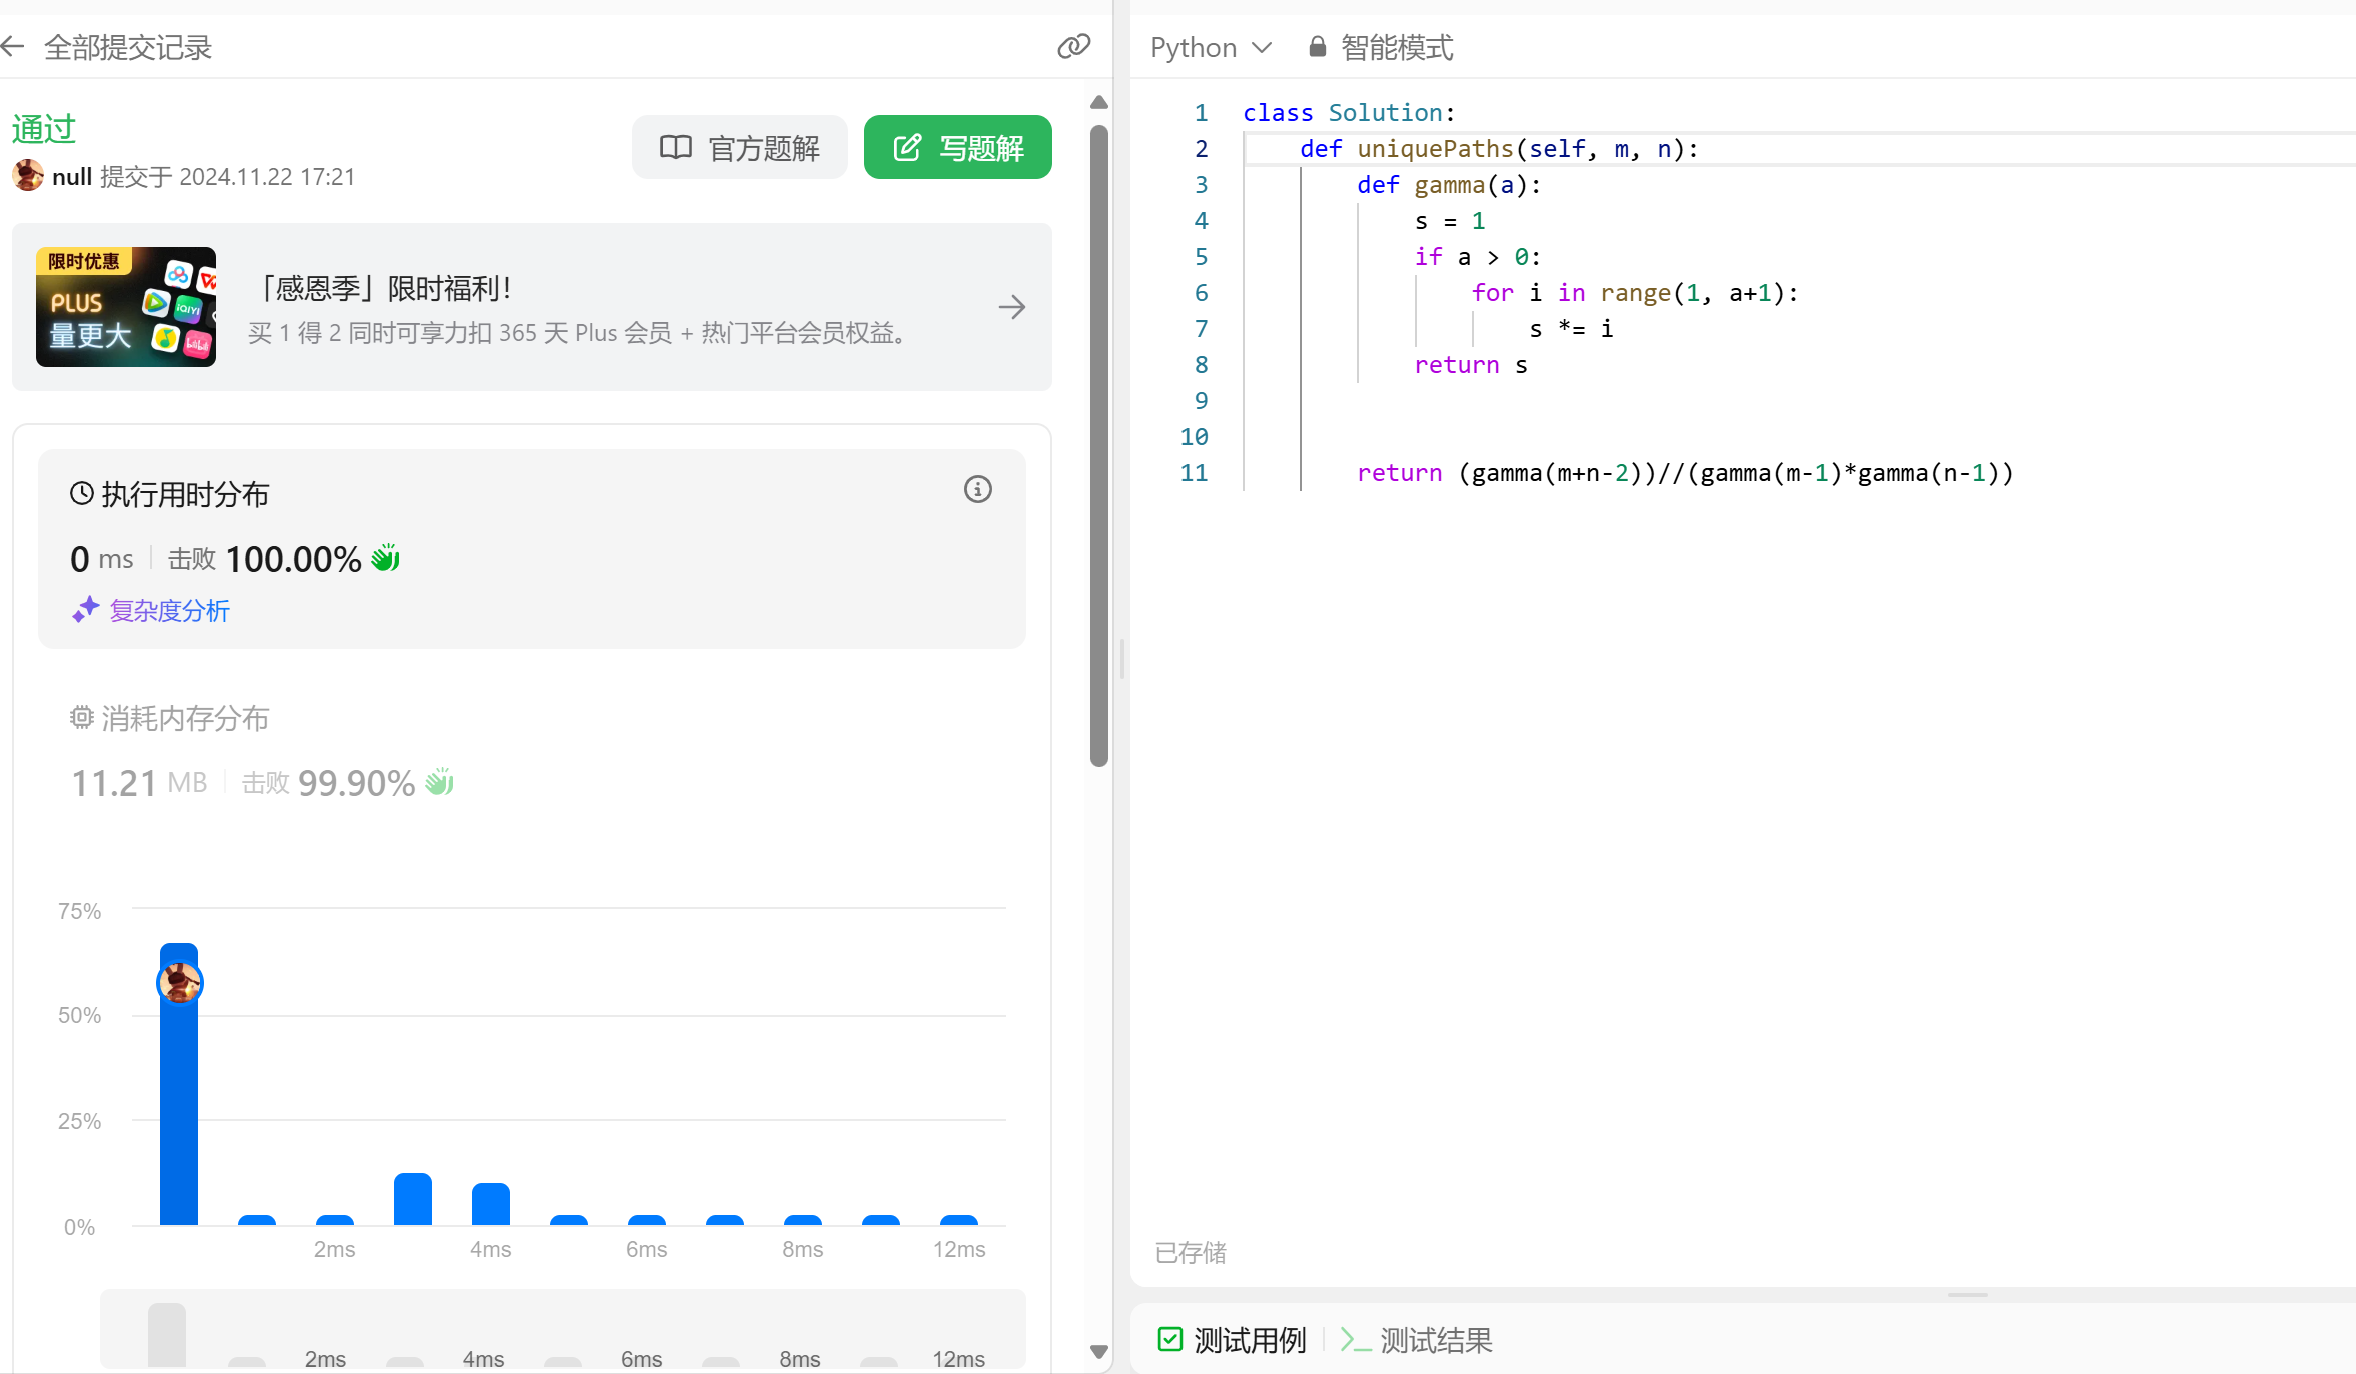 全部提交记录
通过
官方题解
写题解
null 提交于 2024.11.22 17:21
限时优惠
PLUS
量更大
iQIYI
bilibili
「感恩季」限时福利！
买 1 得 2 同时可享力扣 365 天 Plus 会员 + 热门平台会员权益。
执行用时分布
0 ms 击败 100.00%
复杂度分析
消耗内存分布
11.21 MB 击败 99.90%
75%
50%
25%
0%
2ms 4ms 6ms 8ms 12ms
2ms 4ms 6ms 8ms 12ms
Python 智能模式
1 class Solution:
2 def uniquePaths(self, m, n):
3 def gamma(a):
4 s = 1
5 if a > 0:
6 for i in range(1, a+1):
7 s *= i
8 return s
9
10
11 return (gamma(m+n-2))//(gamma(m-1)*gamma(n-1))
已存储
测试用例 测试结果